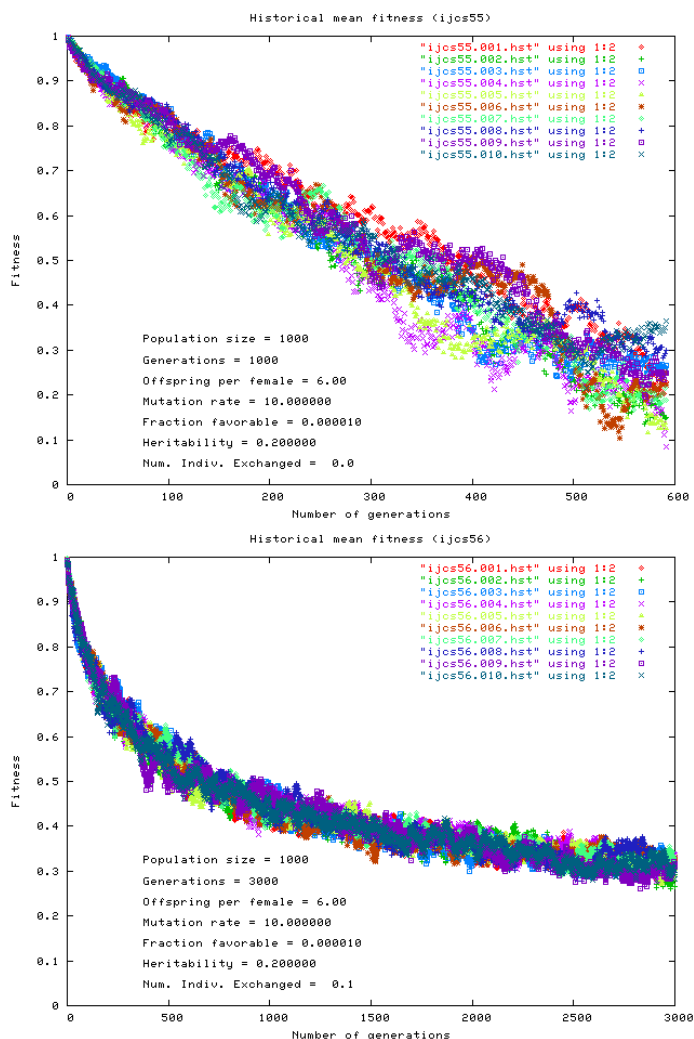 Historical mean fitness (ijcs55)
1
0.9
0.8
0.7
0.6
0.5
0.4
0.3
0.2
0.1
0
Fitness
"ijcs55.001.hst" using 1:2
"ijcs55.002.hst" using 1:2
"ijcs55.003.hst" using 1:2
"ijcs55.004.hst" using 1:2
"ijcs55.005.hst" using 1:2
"ijcs55.006.hst" using 1:2
"ijcs55.007.hst" using 1:2
"ijcs55.008.hst" using 1:2
"ijcs55.009.hst" using 1:2
"ijcs55.010.hst" using 1:2
Population size = 1000
Generations = 1000
Offspring per female = 6.00
Mutation rate = 10.000000
Fraction favorable = 0.000010
Heritability = 0.200000
Num. Indiv. Exchanged = 0.0
0 100 200 300 400 500 600
Number of generations
Historical mean fitness (ijcs56)
1
0.9
0.8
0.7
0.6
0.5
0.4
0.3
0.2
0.1
0
Fitness
"ijcs56.001.hst" using 1:2
"ijcs56.002.hst" using 1:2
"ijcs56.003.hst" using 1:2
"ijcs56.004.hst" using 1:2
"ijcs56.005.hst" using 1:2
"ijcs56.006.hst" using 1:2
"ijcs56.007.hst" using 1:2
"ijcs56.008.hst" using 1:2
"ijcs56.009.hst" using 1:2
"ijcs56.010.hst" using 1:2
Population size = 1000
Generations = 3000
Offspring per female = 6.00
Mutation rate = 10.000000
Fraction favorable = 0.000010
Heritability = 0.200000
Num. Indiv. Exchanged = 0.1
0 500 1000 1500 2000 2500 3000
Number of generations